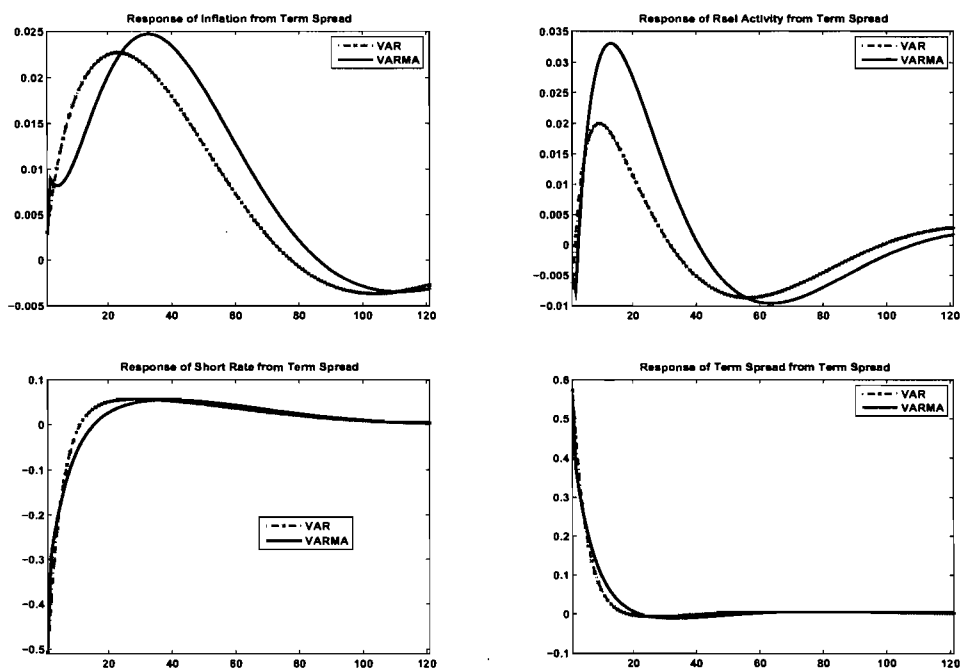 Response of Inflation from Term Spread
VAR
VARMA
0.025
0.02
0.015
0.01
0.005
0
−0.005
20 40 60 80 100 120
Response of Rsel Activity from Term Spread
VAR
VARMA
0.035
0.03
0.025
0.02
0.015
0.01
0.005
0
−0.005
−0.01
20 40 60 80 100 120
Response of Short Rate from Term Spread
VAR
VARMA
0.1
0
−0.1
−0.2
−0.3
−0.4
−0.5
20 40 60 80 100 120
Response of Term Spread from Term Spread
VAR
VARMA
0.6
0.5
0.4
0.3
0.2
0.1
0
−0.1
20 40 60 80 100 120